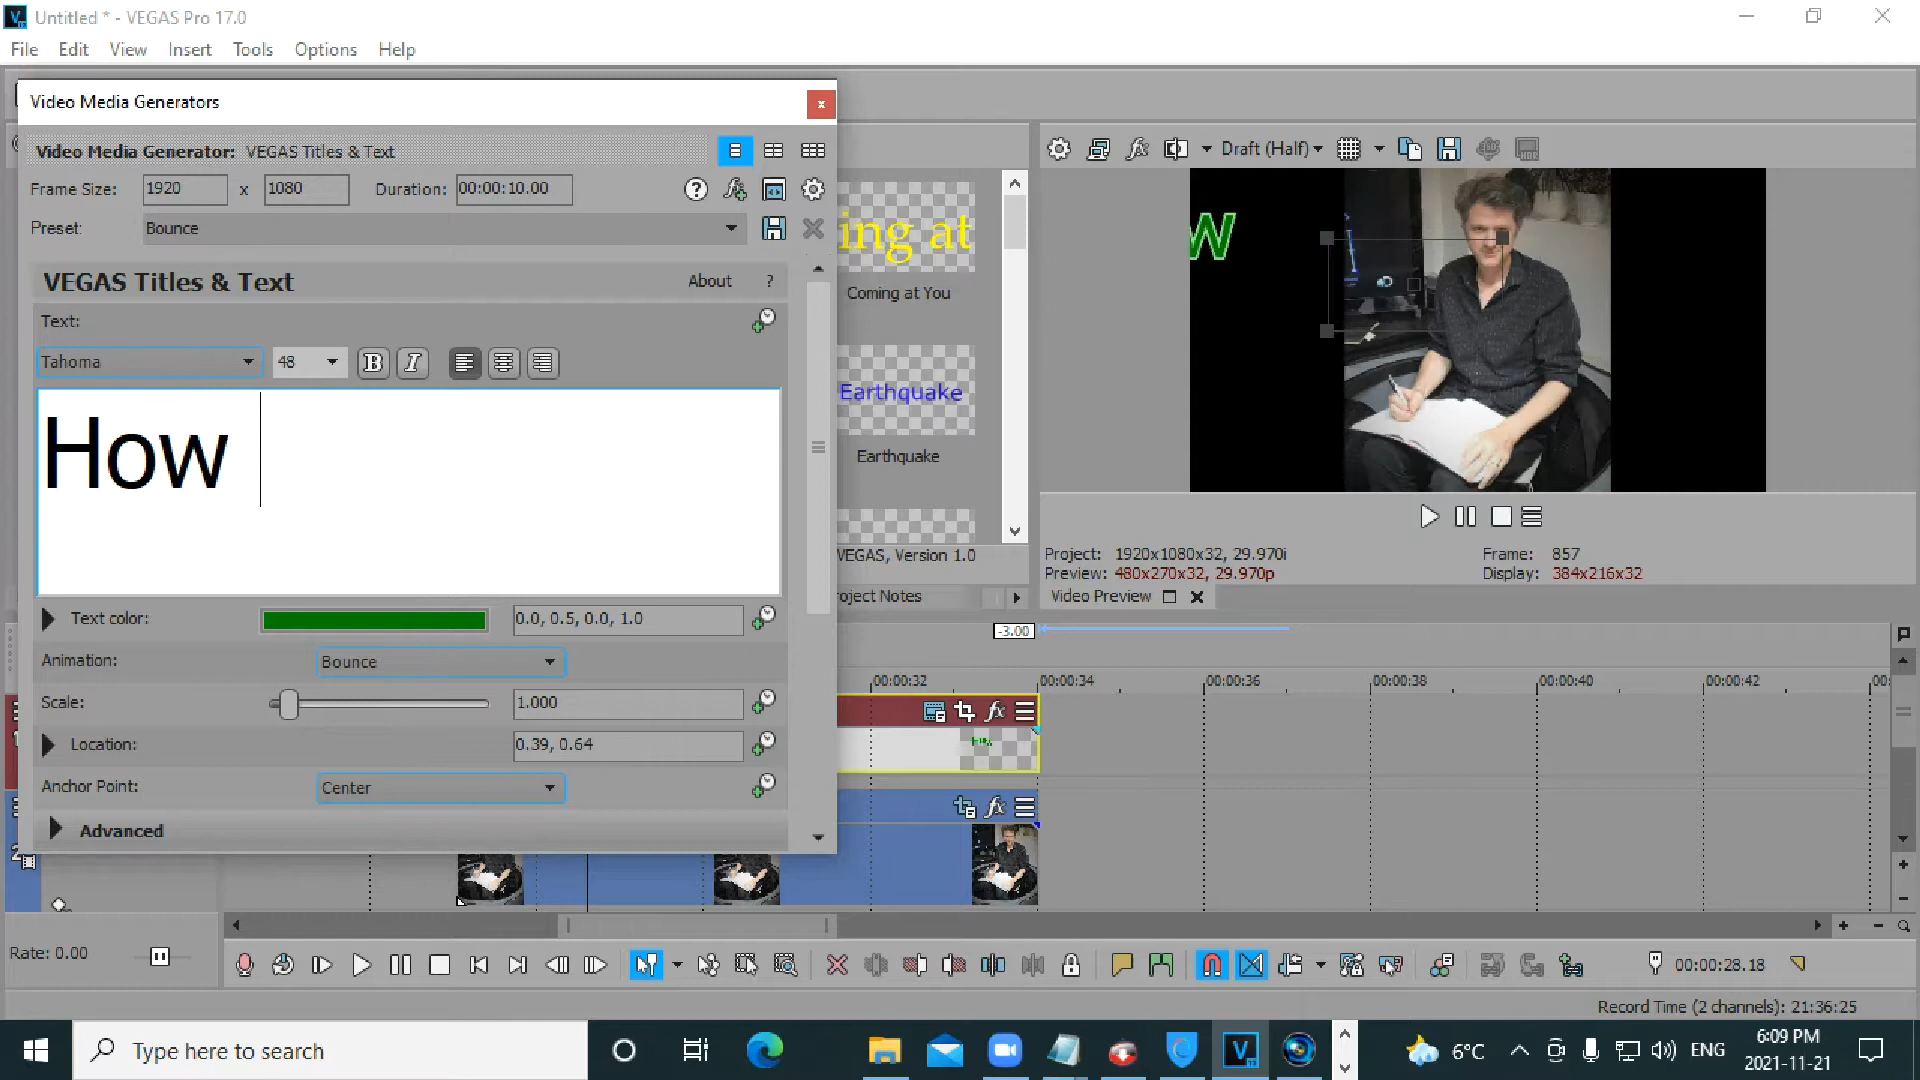 Untitled * - VEGAS Pro 17.0
File Edit View Insert Tools Options Help
Video Media Generators
Video Media Generator: VEGAS Titles & Text
Frame Size: 1920 x 1080 Duration: 00:00:10.00
Preset: Bounce
VEGAS Titles & Text About ?
Text:
Tahoma 48 B I
How
Text color: 0.0, 0.5, 0.0, 1.0
Animation: Bounce
Scale: 1.000
Location: 0.39, 0.64
Anchor Point: Center
Advanced
ing at
Coming at You
Earthquake
Earthquake
VEGAS, Version 1.0
oject Notes
Draft (Half)
W
Project: 1920x1080x32, 29.970i
Frame: 857
Preview: 480x270x32, 29.970p
Display: 384x216x32
Video Preview
-3.00
00:00:32 00:00:34 00:00:36 00:00:38 00:00:40 00:00:42 00:
Rate: 0.00
00:00:28.18
Record Time (2 channels): 21:36:25
Type here to search
6°C
ENG
6:09 PM
2021-11-21